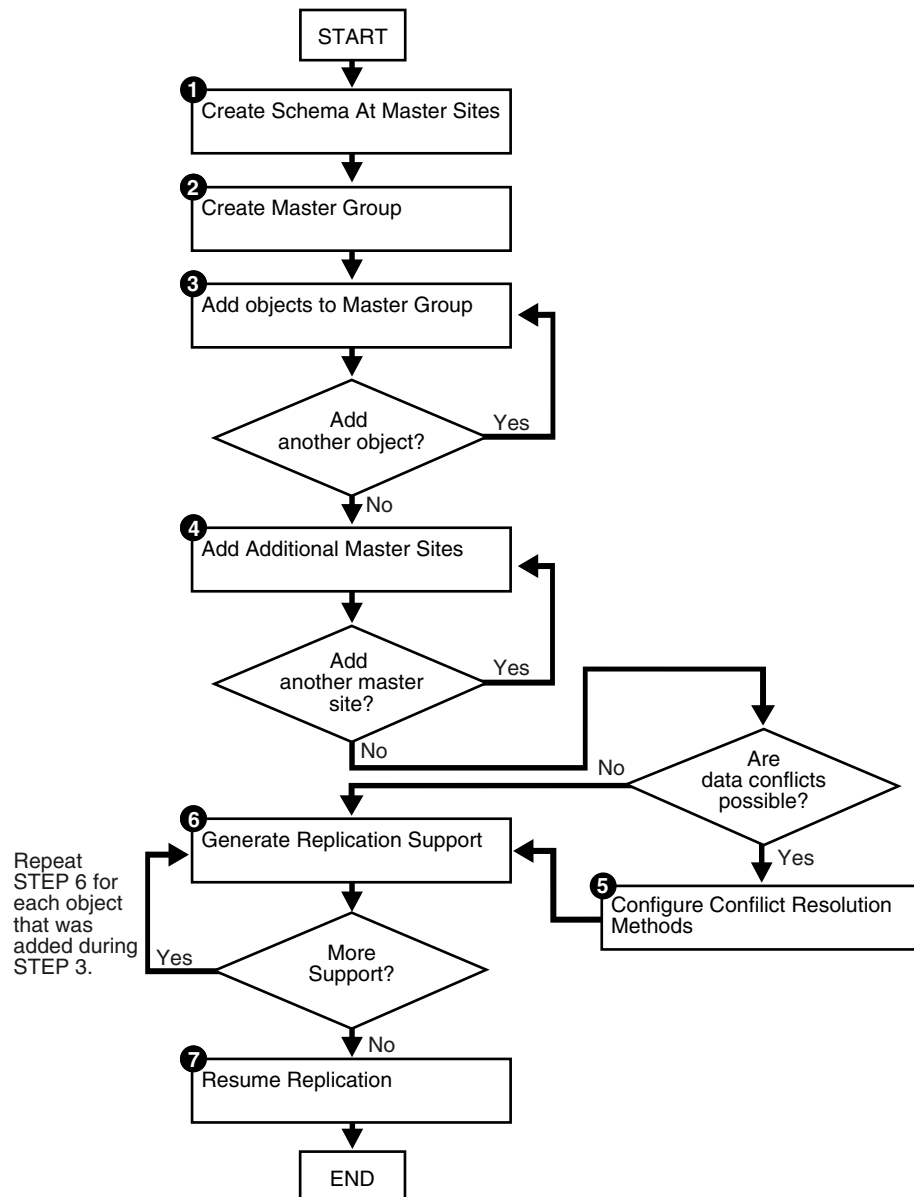 START
1
Create Schema At Master Sites
2
Create Master Group
3
Add objects to Master Group
Add
another object?
Yes
No
4
Add Additional Master Sites
Add
another master
site?
Yes
No
Are
data conflicts
possible?
No
Yes
5
Configure Confilict Resolution
Methods
6
Generate Replication Support
Repeat
STEP 6 for
each object
that was
added during
STEP 3.
More
Support?
Yes
No
7
Resume Replication
END